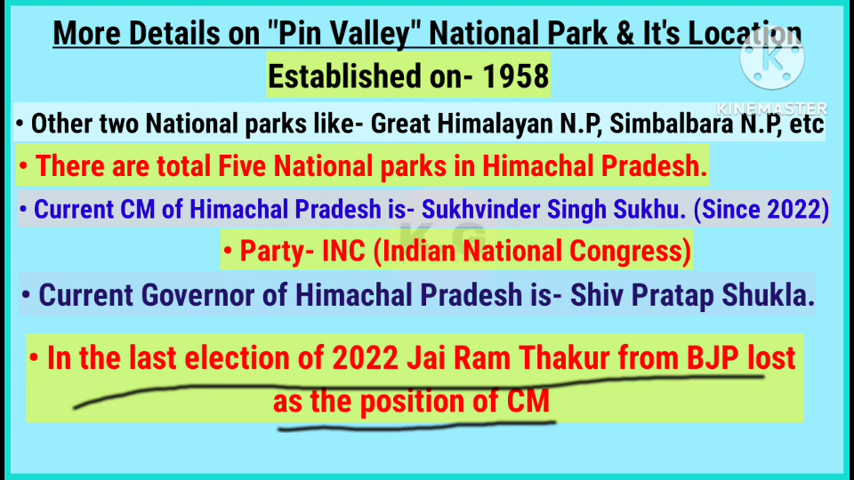 More Details on "Pin Valley" National Park & It's Location
Established on- 1958
KINEMASTER
• Other two National parks like- Great Himalayan N.P, Simbalbara N.P, etc
• There are total Five National parks in Himachal Pradesh.
• Current CM of Himachal Pradesh is- Sukhvinder Singh Sukhu. (Since 2022)
K G
• Party- INC (Indian National Congress)
• Current Governor of Himachal Pradesh is- Shiv Pratap Shukla.
• In the last election of 2022 Jai Ram Thakur from BJP lost
as the position of CM